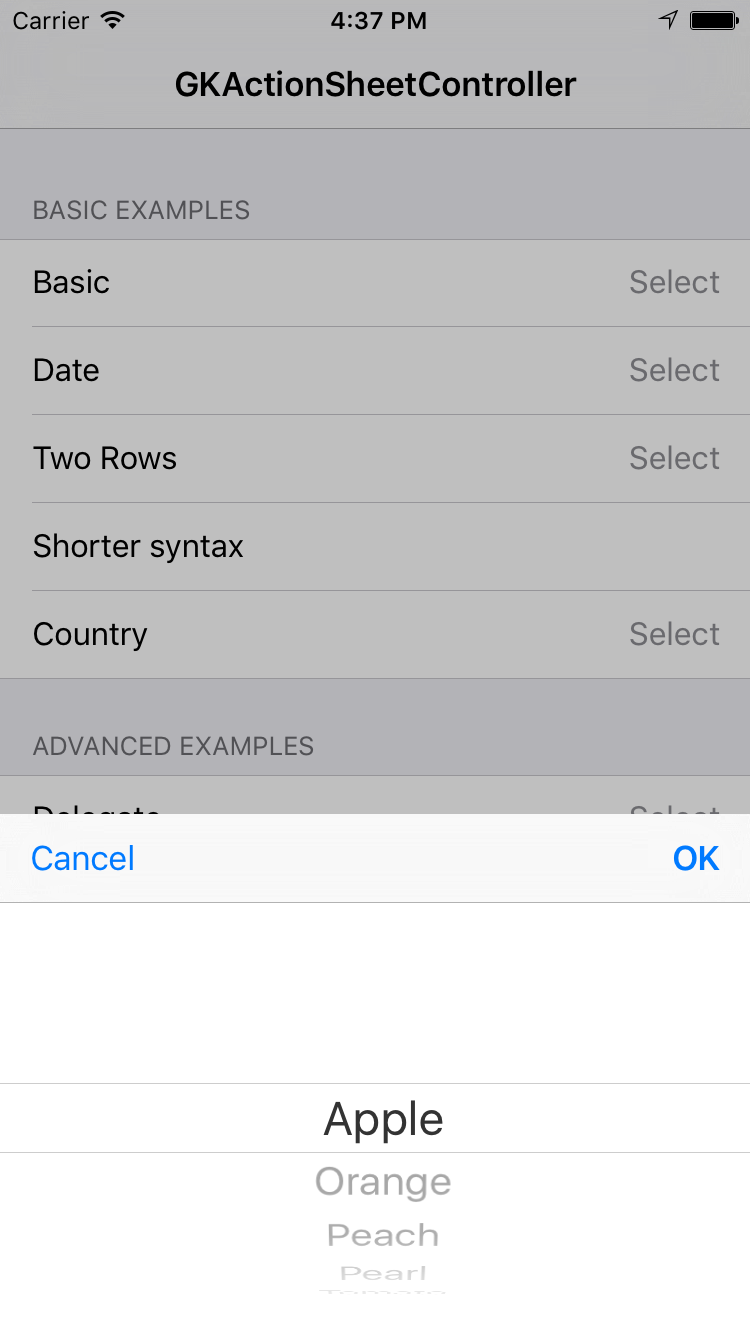 Carrier 4:37 PM
GKActionSheetController
BASIC EXAMPLES
Basic Select
Date Select
Two Rows Select
Shorter syntax
Country Select
ADVANCED EXAMPLES
Delegate Select
Cancel OK
Apple
Orange
Peach
Pearl
Tomato